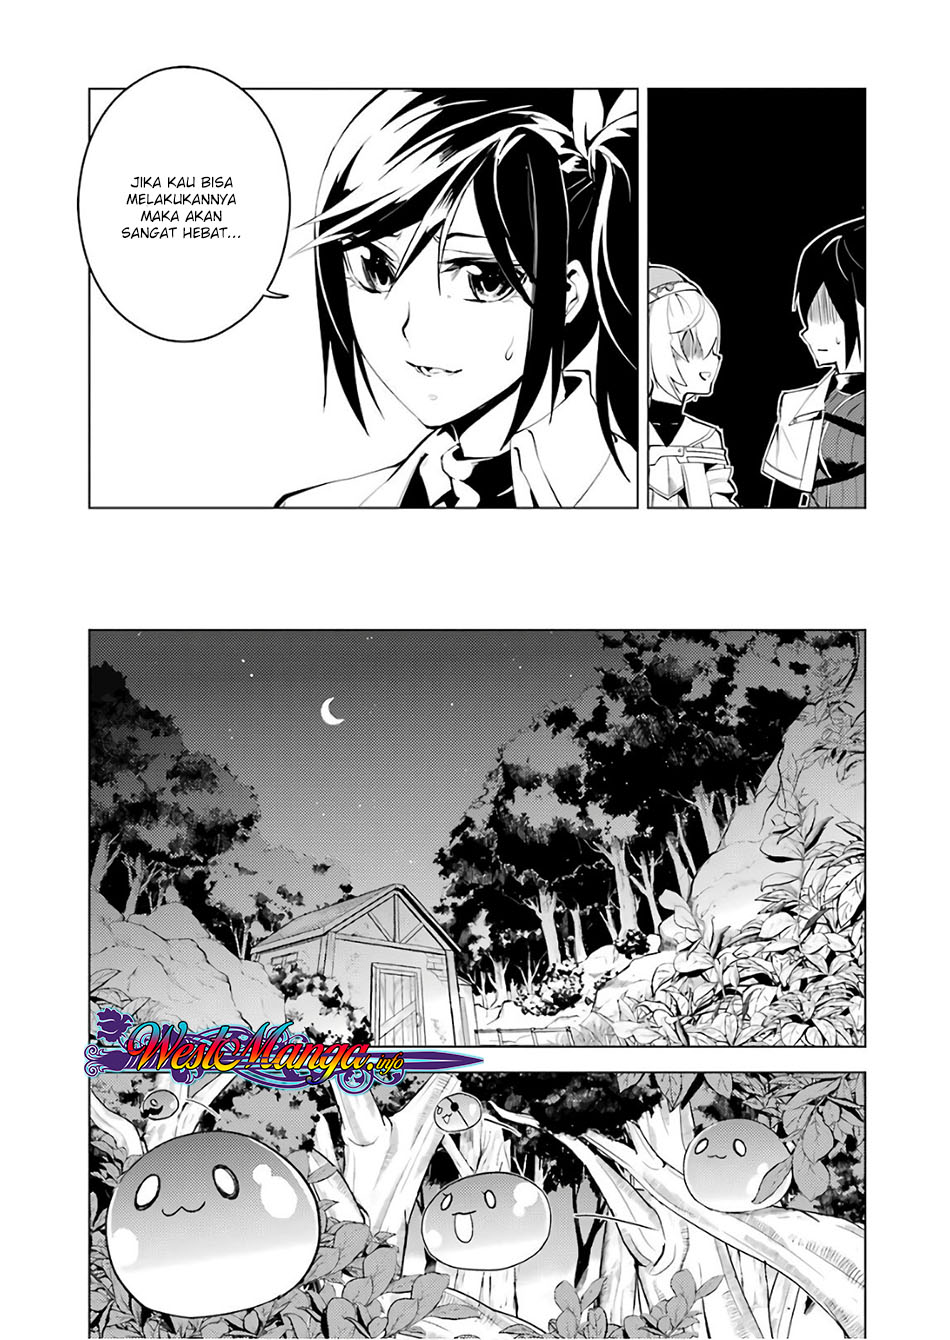 JIKA KAU BISA
MELAKUKANNYA
MAKA AKAN
SANGAT HEBAT...
WestManga.info